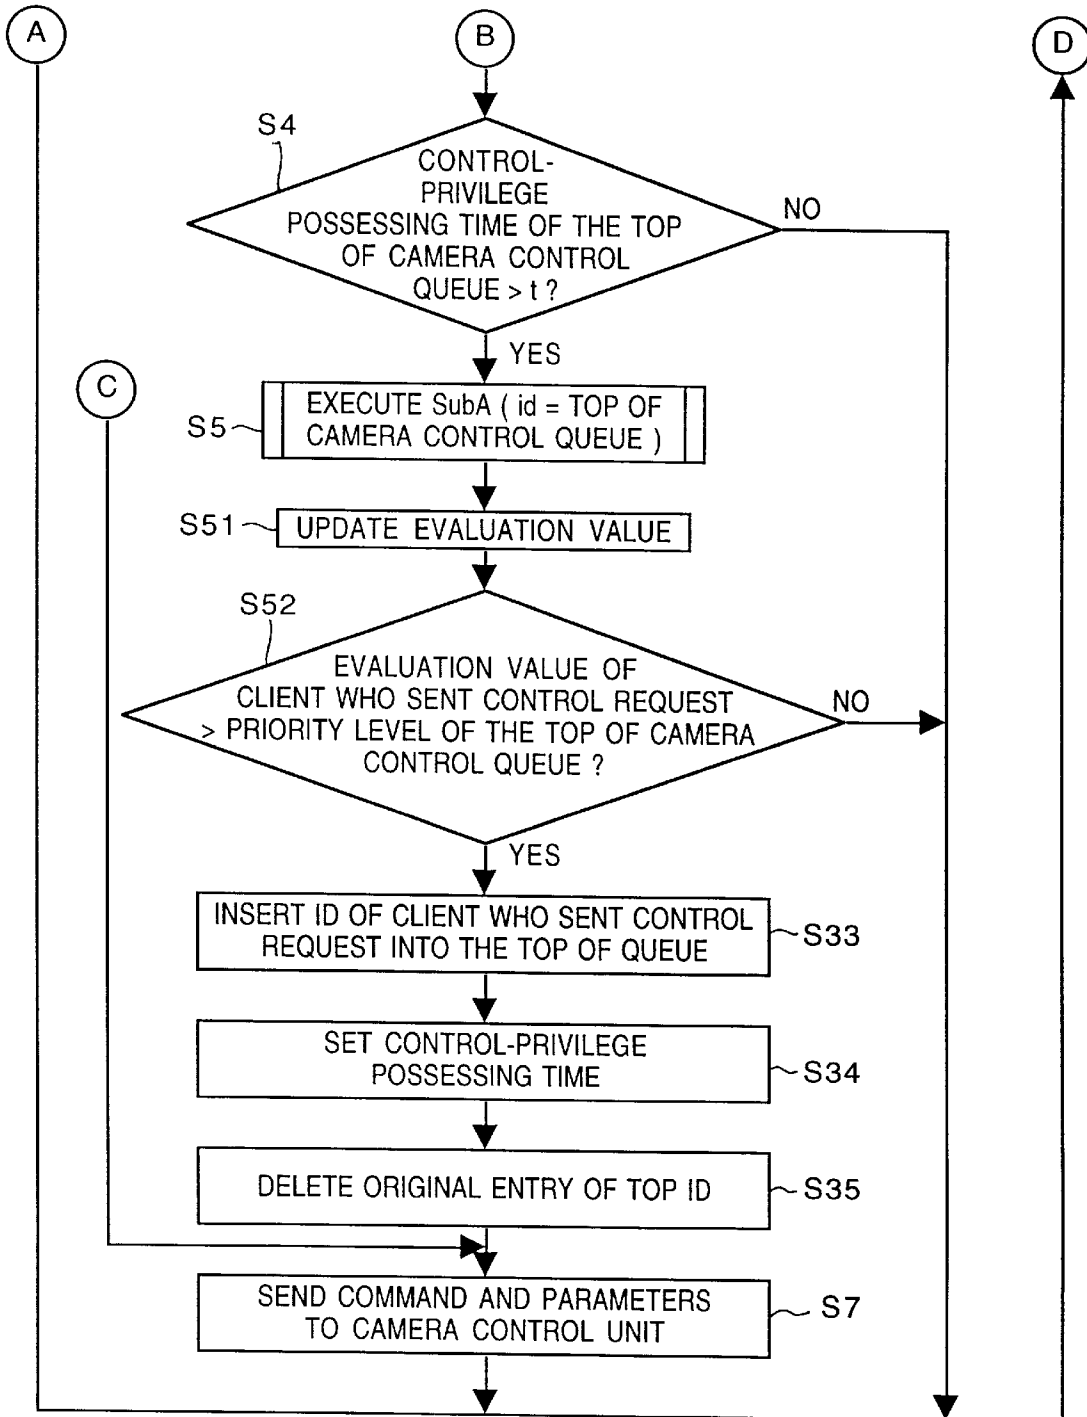 A
B
D
S4
CONTROL-
PRIVILEGE
POSSESSING TIME OF THE TOP
OF CAMERA CONTROL
QUEUE > t ?
NO
YES
C
S5
EXECUTE SubA ( id = TOP OF
CAMERA CONTROL QUEUE )
S51
UPDATE EVALUATION VALUE
S52
EVALUATION VALUE OF
CLIENT WHO SENT CONTROL REQUEST
> PRIORITY LEVEL OF THE TOP OF CAMERA
CONTROL QUEUE ?
NO
YES
INSERT ID OF CLIENT WHO SENT CONTROL
REQUEST INTO THE TOP OF QUEUE
S33
SET CONTROL-PRIVILEGE
POSSESSING TIME
S34
DELETE ORIGINAL ENTRY OF TOP ID
S35
SEND COMMAND AND PARAMETERS
TO CAMERA CONTROL UNIT
S7